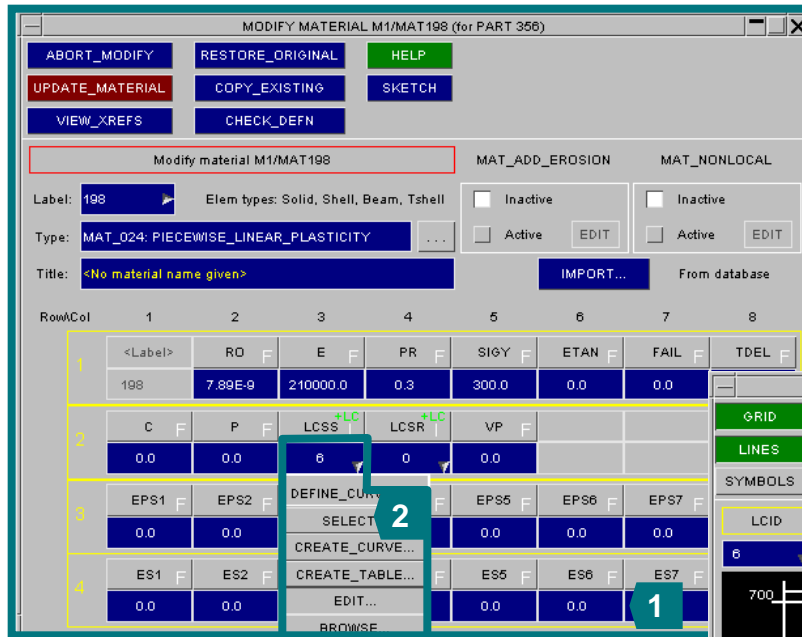 MODIFY MATERIAL M1/MAT198 (for PART 356)
ABORT_MODIFY RESTORE_ORIGINAL HELP
UPDATE_MATERIAL COPY_EXISTING SKETCH
VIEW_XREFS CHECK_DEFN
Modify material M1/MAT198 MAT_ADD_EROSION MAT_NONLOCAL
Label: 198 Elem types: Solid, Shell, Beam, Tshell Inactive Inactive
Type: MAT_024: PIECEWISE_LINEAR_PLASTICITY ... Active EDIT Active EDIT
Title: <No material name given> IMPORT... From database
Row\Col 1 2 3 4 5 6 7 8
1 <Label> RO F E F PR F SIGY F ETAN F FAIL F TDEL F
198 7.89E-9 210000.0 0.3 300.0 0.0 0.0
+LC +LC
2 C F P F LCSS LCSR VP F
0.0 0.0 6 0 0.0
GRID
LINES
SYMBOLS
LCID
6
700
3 EPS1 F EPS2 F EPS5 F EPS6 F EPS7
0.0 0.0 0.0 0.0 0.0
4 ES1 F ES2 F ES5 F ES6 F ES7
0.0 0.0 0.0 0.0 0.0
SELECT
CREATE_CURVE...
CREATE_TABLE...
EDIT...
BROWSE...
2
1